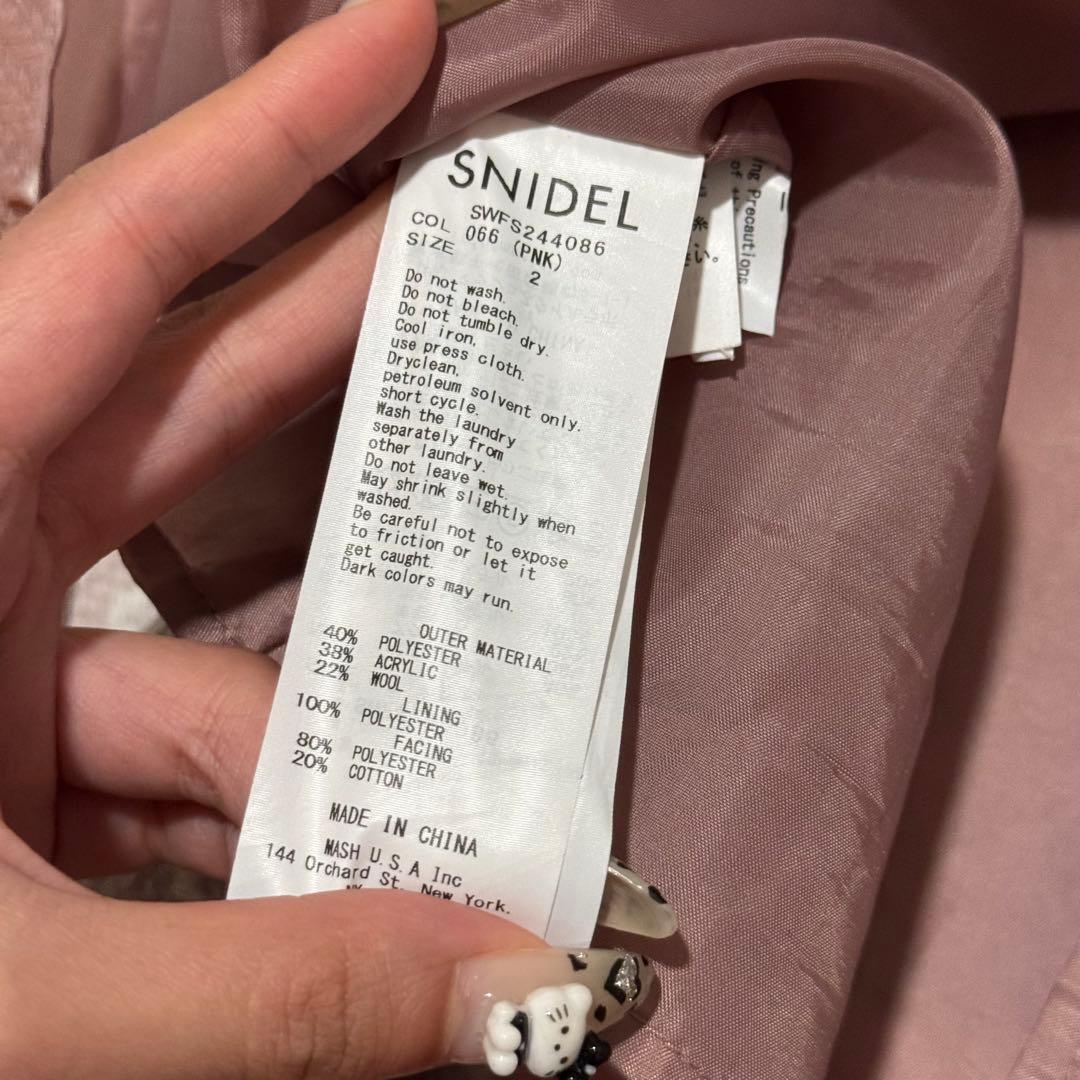 SNIDEL
SWFS244086
COL 066 (PNK)
SIZE 2
Do not wash.
Do not bleach.
Do not tumble dry.
Cool iron,
use press cloth.
Dryclean,
petroleum solvent only.
short cycle.
Wash the laundry
separately from
other laundry.
Do not leave wet.
May shrink slightly when
washed.
Be careful not to expose
to friction or let it
get caught.
Dark colors may run.
OUTER MATERIAL
40% POLYESTER
38% ACRYLIC
22% WOOL
LINING
100% POLYESTER
FACING
80% POLYESTER
20% COTTON
MADE IN CHINA
MASH U.S.A Inc
144 Orchard St. New York.
Precautions
of
い。